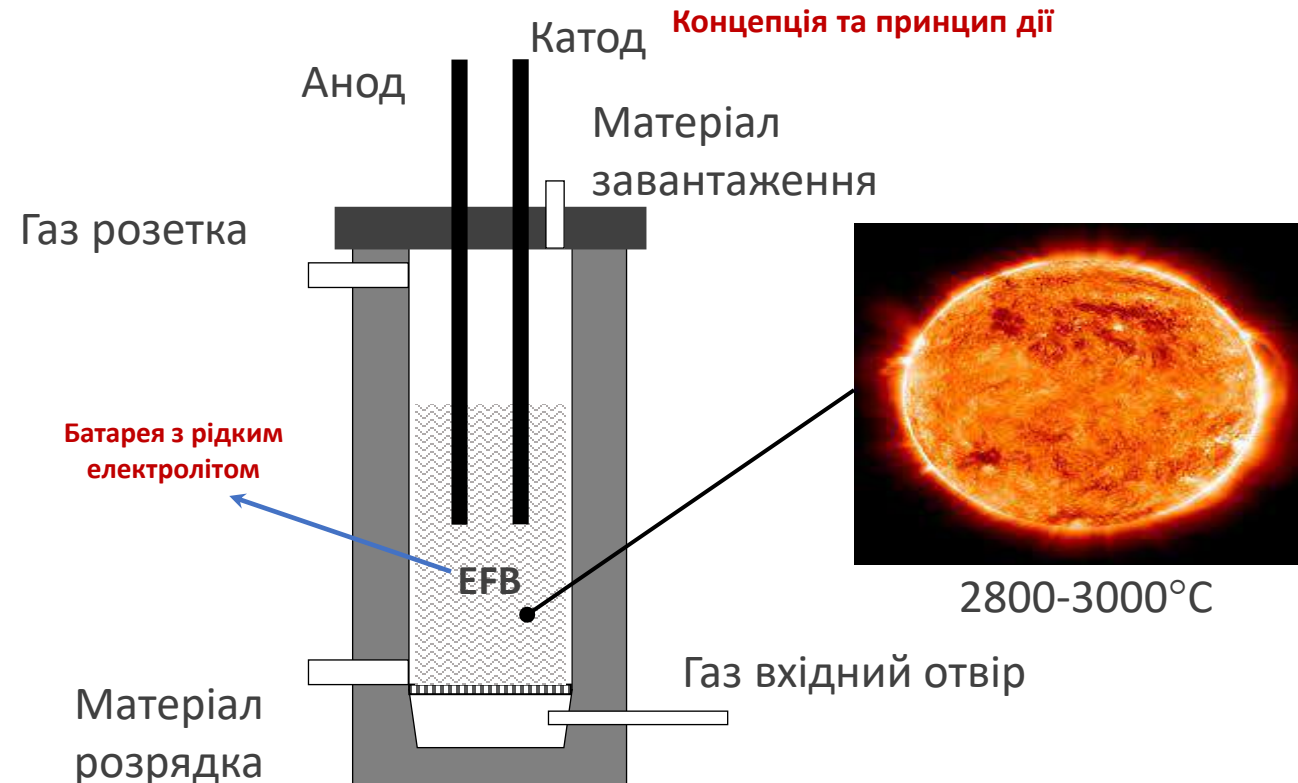 Концепція та принцип дії
Катод
Анод
Матеріал
завантаження
Газ розетка
Батарея з рідким
електролітом
EFB
2800-3000°C
Газ вхідний отвір
Матеріал
розрядка